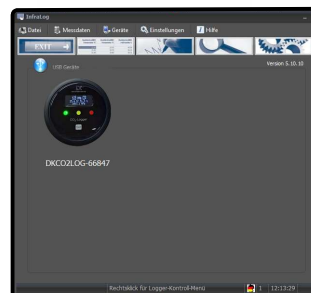 InfraLog
Datei Messdaten Geräte Einstellungen Hilfe
EXIT
USB Geräte
Version 5.10.10
DKCO2LOG-66847
Rechtsklick für Logger-Kontroll-Menü 1 12:13:29